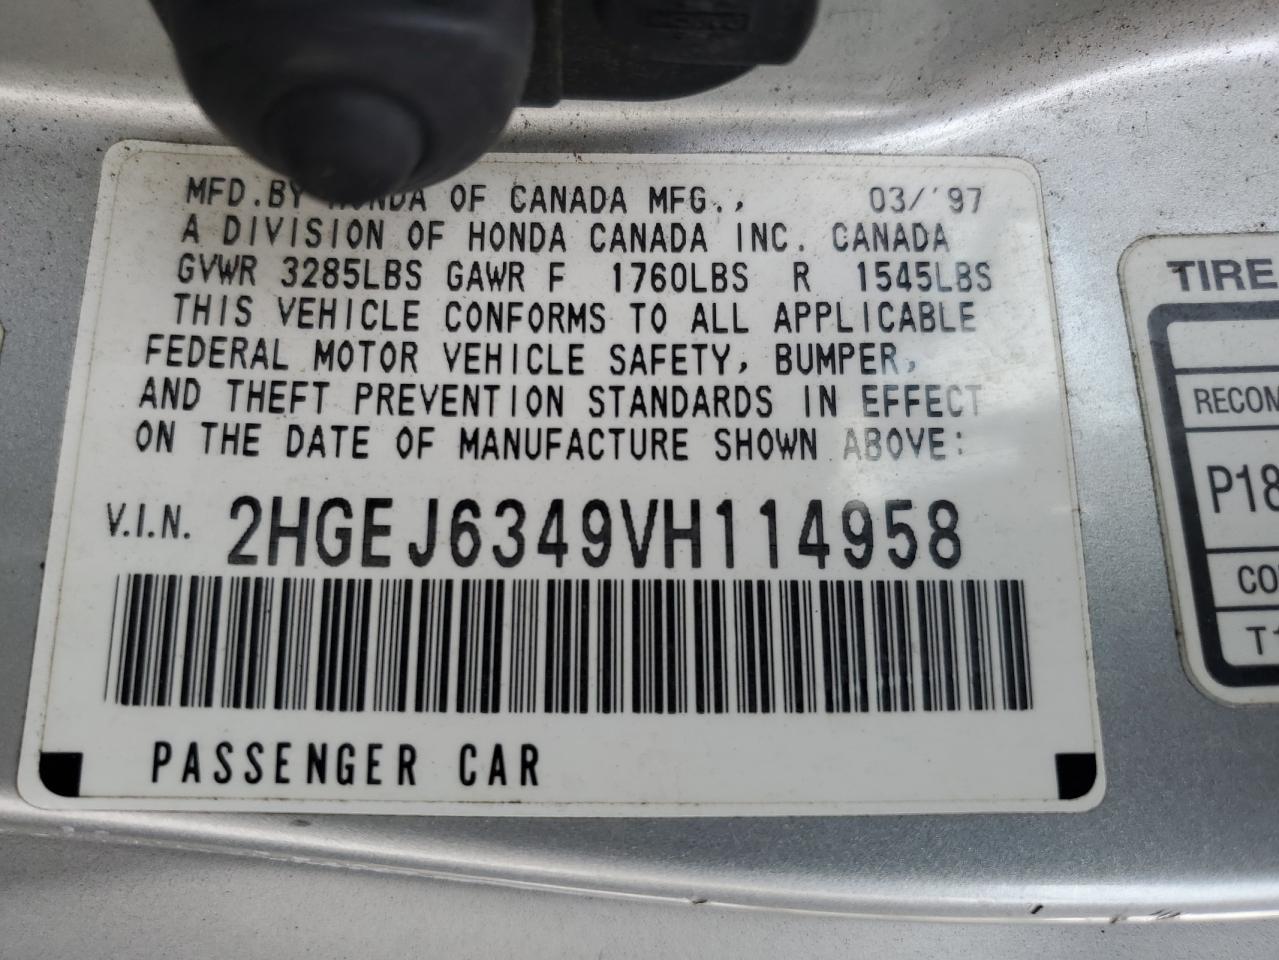 MFD.BY HONDA OF CANADA MFG., 03/'97
A DIVISION OF HONDA CANADA INC. CANADA
GVWR 3285LBS GAWR F 1760LBS R 1545LBS
THIS VEHICLE CONFORMS TO ALL APPLICABLE
FEDERAL MOTOR VEHICLE SAFETY, BUMPER,
AND THEFT PREVENTION STANDARDS IN EFFECT
ON THE DATE OF MANUFACTURE SHOWN ABOVE:
V.I.N. 2HGEJ6349VH114958
PASSENGER CAR
TIRE
RECOM
P18
CO
T1